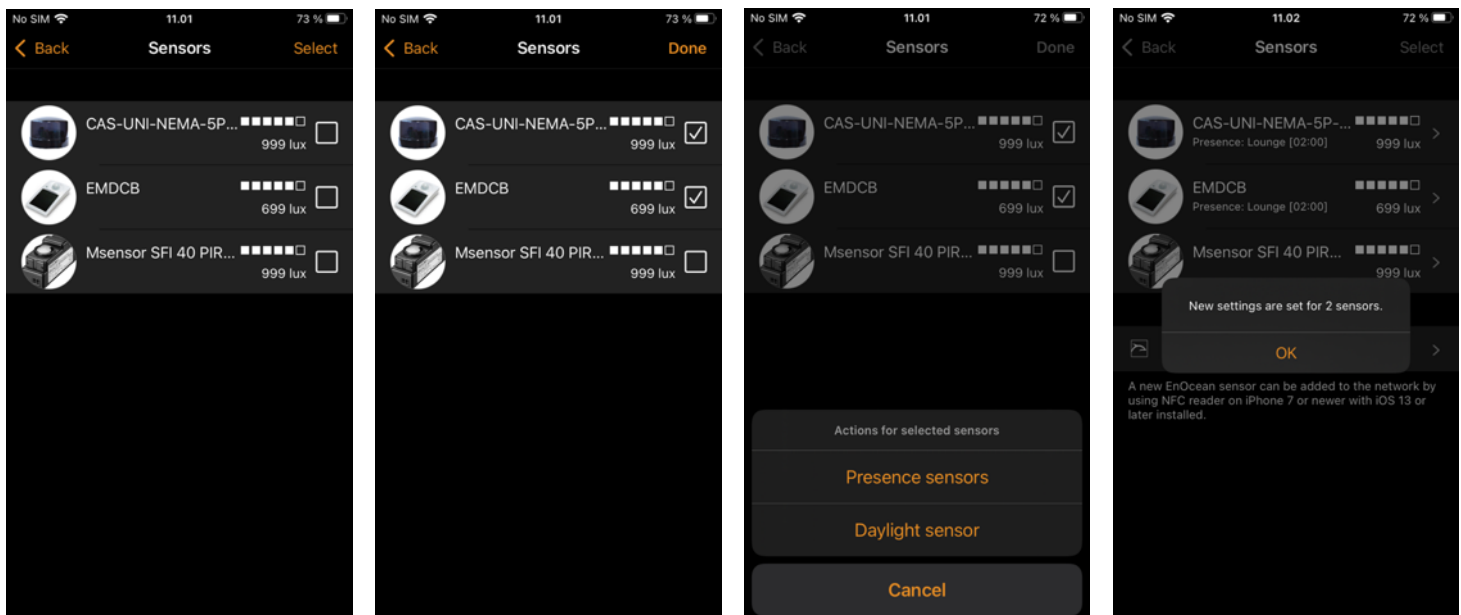 No SIM 11.01 73 %
Back Sensors Select
CAS-UNI-NEMA-5P...
999 lux
EMDCB
699 lux
Msensor SFI 40 PIR...
999 lux
No SIM 11.01 73 %
Back Sensors Done
CAS-UNI-NEMA-5P...
999 lux
EMDCB
699 lux
Msensor SFI 40 PIR...
999 lux
No SIM 11.01 72 %
Back Sensors Done
CAS-UNI-NEMA-5P...
999 lux
EMDCB
699 lux
Msensor SFI 40 PIR...
999 lux
Actions for selected sensors
Presence sensors
Daylight sensor
Cancel
No SIM 11.02 72 %
Back Sensors Select
CAS-UNI-NEMA-5P-...
Presence: Lounge [02:00] 999 lux
EMDCB
Presence: Lounge [02:00] 699 lux
Msensor SFI 40 PIR...
999 lux
New settings are set for 2 sensors.
OK
A new EnOcean sensor can be added to the network by
using NFC reader on iPhone 7 or newer with iOS 13 or
later installed.